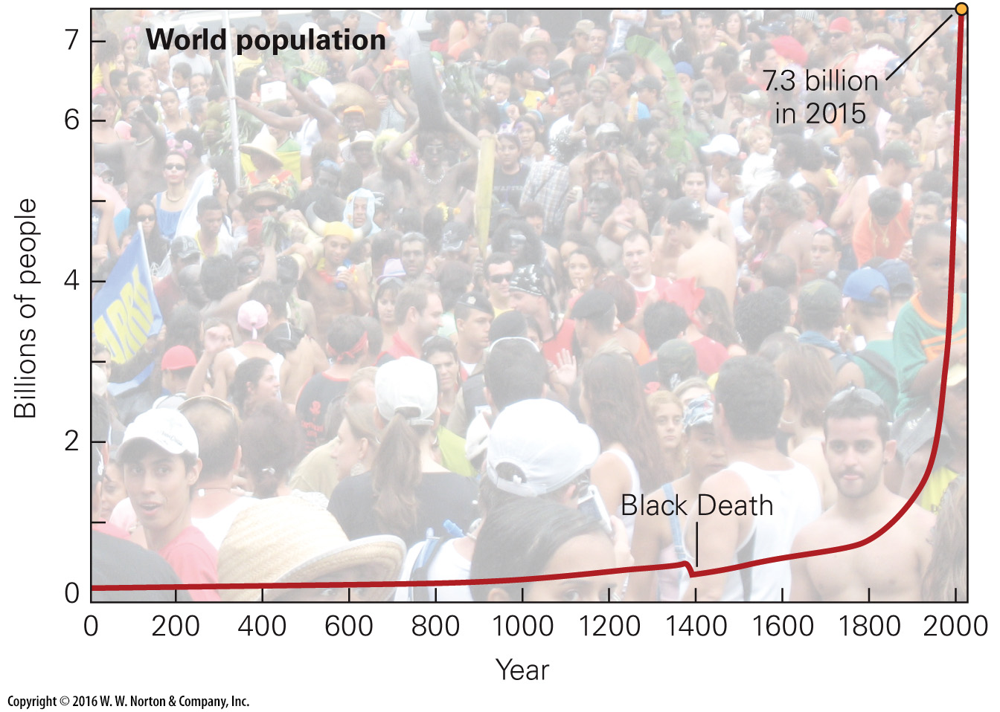 World population
7.3 billion
in 2015
Black Death
Billions of people
7
6
4
2
0
0 200 400 600 800 1000 1200 1400 1600 1800 2000
Year
Copyright © 2016 W. W. Norton & Company, Inc.